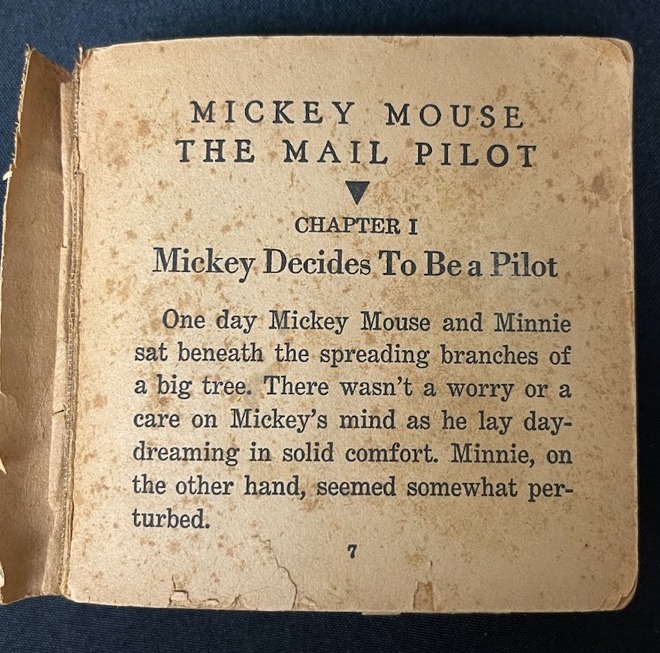 MICKEY MOUSE
THE MAIL PILOT
CHAPTER I
Mickey Decides To Be a Pilot
One day Mickey Mouse and Minnie
sat beneath the spreading branches of
a big tree. There wasn't a worry or a
care on Mickey's mind as he lay day-
dreaming in solid comfort. Minnie, on
the other hand, seemed somewhat per-
turbed.
7